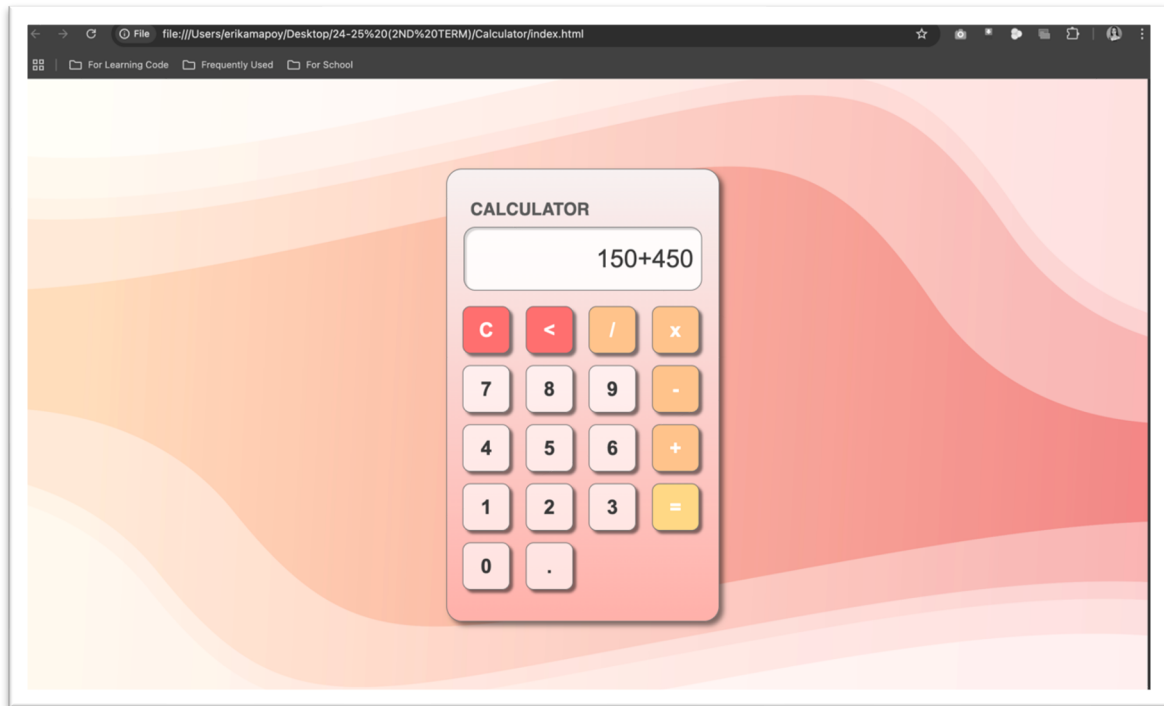 File file:///Users/erikamapoy/Desktop/24-25%20(2ND%20TERM)/Calculator/index.html
For Learning Code Frequently Used For School
CALCULATOR
150+450
C < / x
7 8 9 -
4 5 6 +
1 2 3 =
0 .